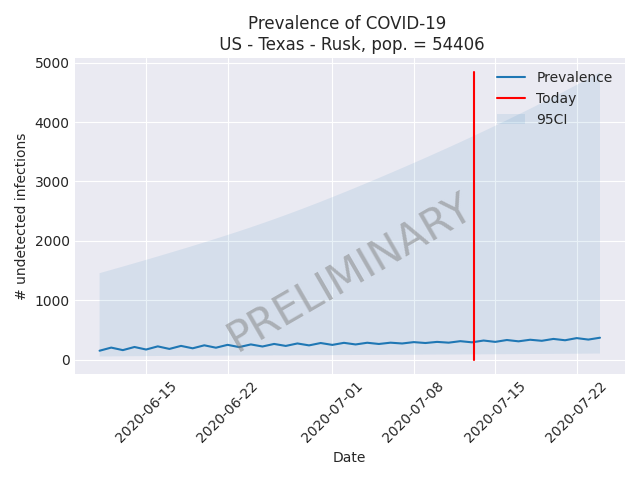 Prevalence of COVID-19
US - Texas - Rusk, pop. = 54406
5000
4000
3000
2000
1000
0
# undetected infections
Prevalence
Today
95CI
PRELIMINARY
2020-06-15
2020-06-22
2020-07-01
2020-07-08
2020-07-15
2020-07-22
Date